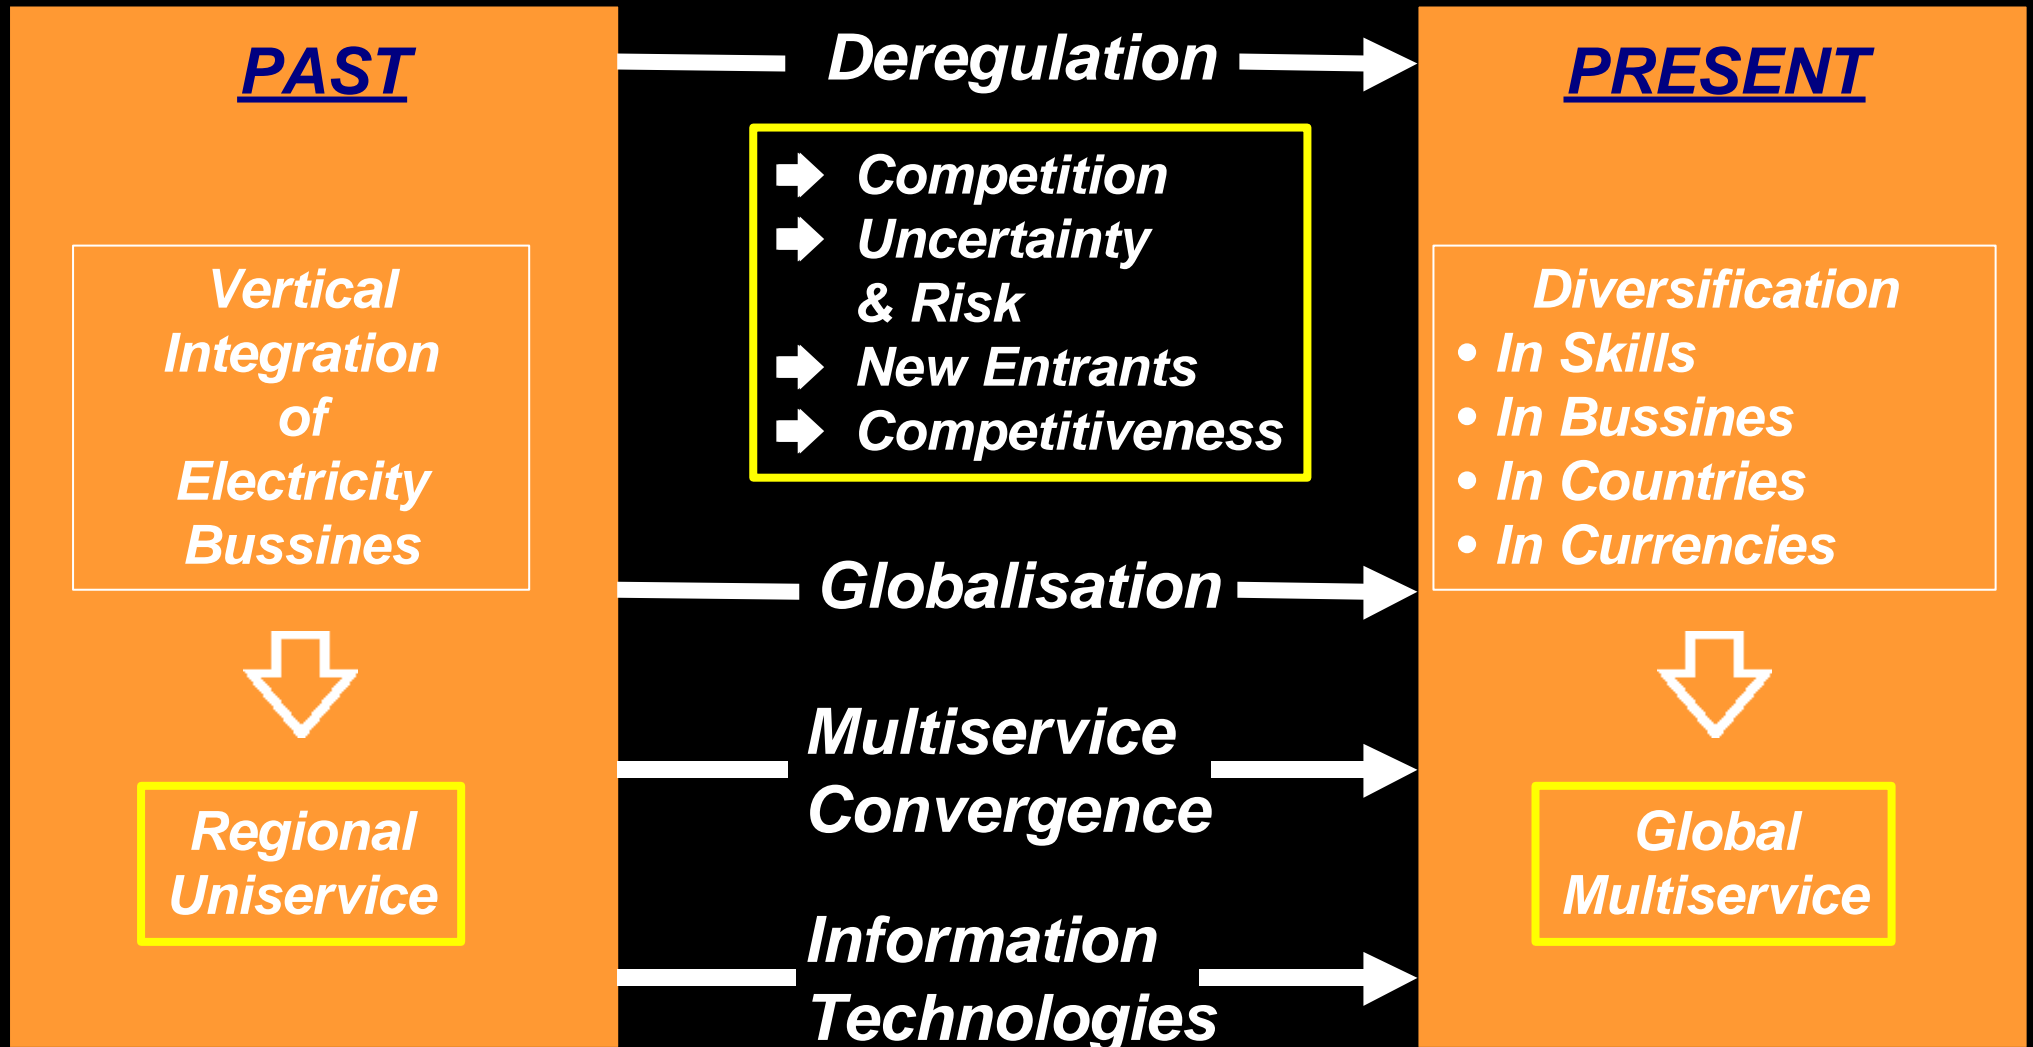 PAST
Vertical
Integration
of
Electricity
Bussines
Regional
Uniservice
Deregulation
Competition
Uncertainty
& Risk
New Entrants
Competitiveness
Globalisation
Multiservice
Convergence
Information
Technologies
PRESENT
Diversification
• In Skills
• In Bussines
• In Countries
• In Currencies
Global
Multiservice